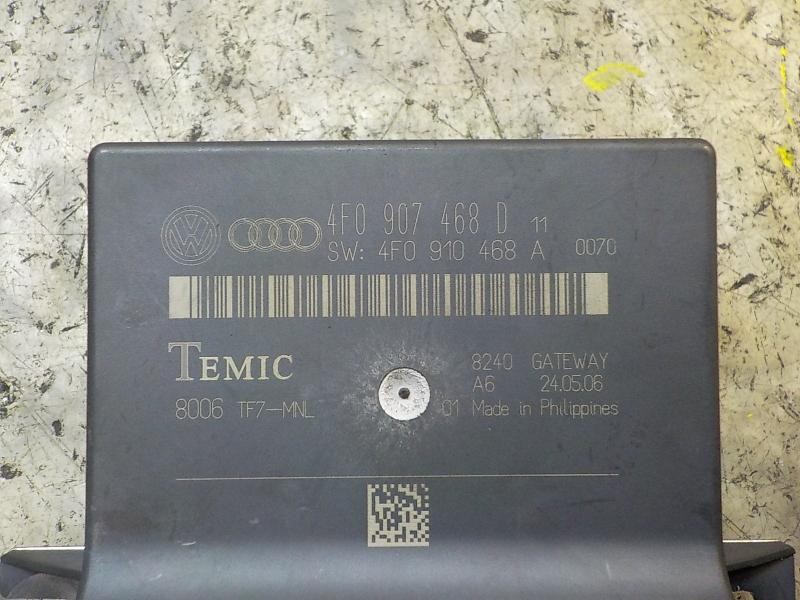 4F0 907 468 D 11
SW: 4F0 910 468 A 0070
TEMIC
8240 GATEWAY
A6 24.05.06
8006 TF7-MNL 01 Made in Philippines